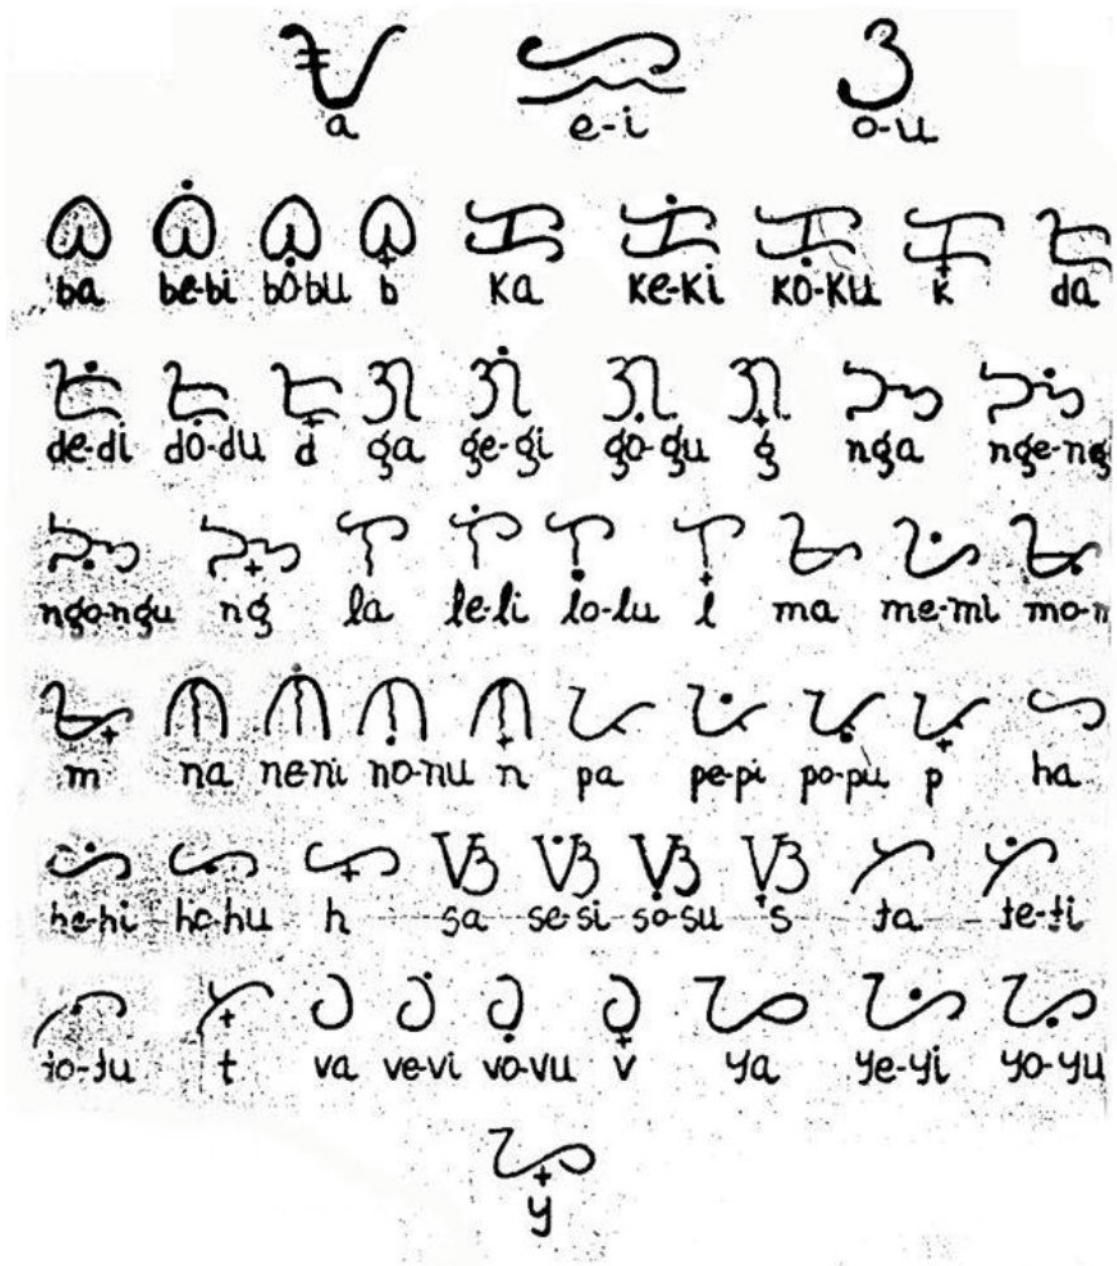 ᜀ ᜁ ᜂ
a e-i o-u
ᜊ ᜊᜒ ᜊᜓ ᜊ᜔ ᜃ ᜃᜒ ᜃᜓ ᜃ᜔ ᜇ
ba be-bi bo-bu b ka ke-ki ko-ku k da
ᜇᜒ ᜇᜓ ᜇ᜔ ᜄ ᜄᜒ ᜄᜓ ᜄ᜔ ᜅ ᜅᜒ
de-di do-du d ga ge-gi go-gu g nga nge-ng
ᜅᜓ ᜅ᜔ ᜎ ᜎᜒ ᜎᜓ ᜎ᜔ ᜋ ᜋᜒ ᜋᜓ
ngo-ngu ng la le-li lo-lu l ma me-mi mo-
ᜋ᜔ ᜈ ᜈᜒ ᜈᜓ ᜈ᜔ ᜉ ᜉᜒ ᜉᜓ ᜉ᜔ ᜑ
m na ne-ni no-nu n pa pe-pi po-pu p ha
ᜑᜒ ᜑᜓ ᜑ᜔ ᜐ ᜐᜒ ᜐᜓ ᜐ᜔ ᜆ ᜆᜒ
he-hi ho-hu h sa se-si so-su s ta te-ti
ᜆᜓ ᜆ᜔ ᜏ ᜏᜒ ᜏᜓ ᜏ᜔ ᜌ ᜌᜒ ᜌᜓ
to-tu t va ve-vi vo-vu v ya ye-yi yo-yu
ᜌ᜔
y